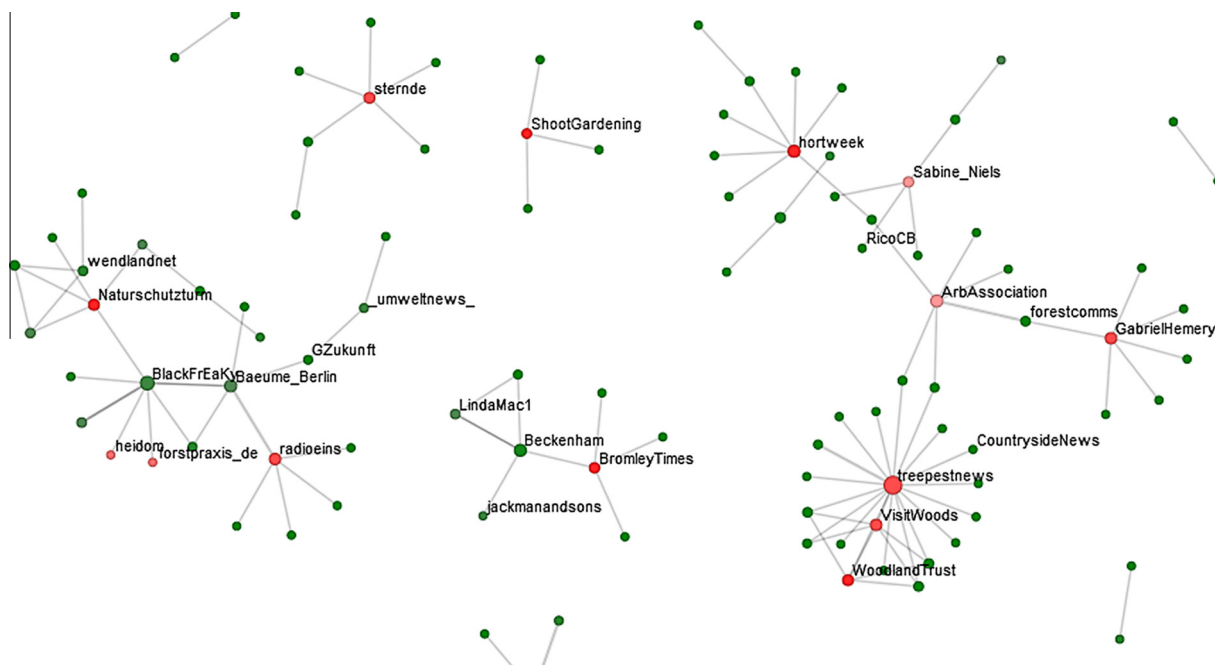 sternde
ShootGardening
hortweek
Sabine_Niels
RicoCB
wendlandnet
Naturschutzturm
_umweltnews_
ArbAssociation
forestcomms
GabrielHemery
GZukunft
BlackFrEaKy
Baeume_Berlin
LindaMac1
heidom
forstpraxis_de
radioeins
Beckenham
BromleyTimes
CountrysideNews
treepestnews
jackmanandsons
VisitWoods
WoodlandTrust